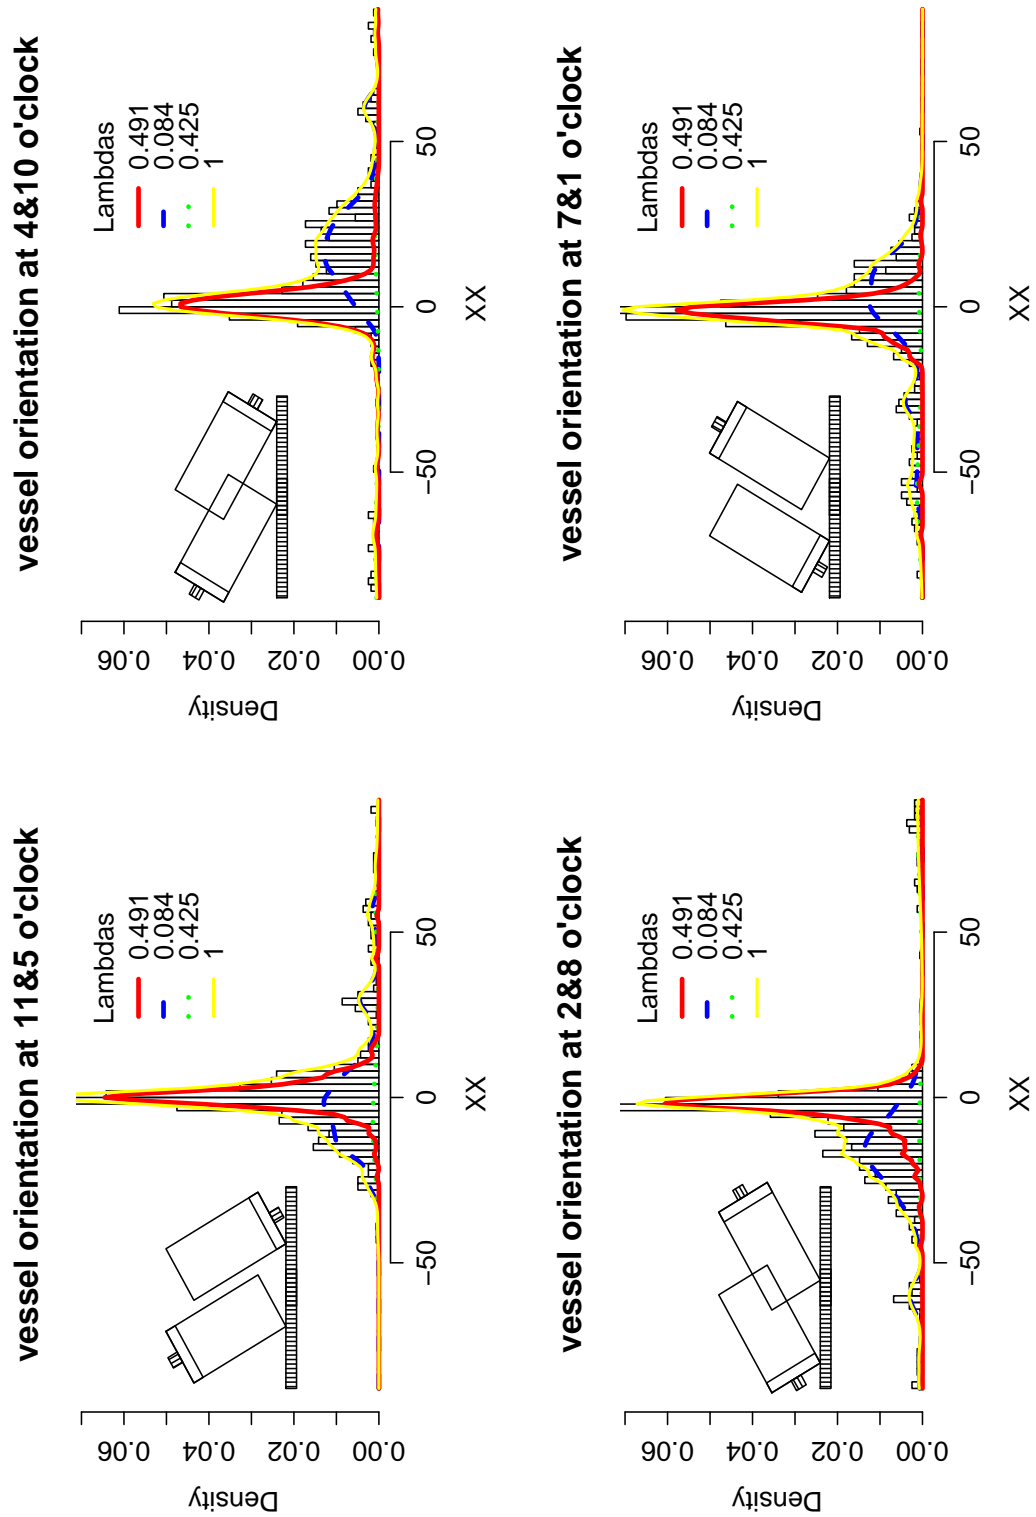 vessel orientation at 11&5 o'clock
Lambdas
0.491
0.084
0.425
1
0.06
0.04
0.02
0.00
Density
−50
0
50
XX
vessel orientation at 4&10 o'clock
Lambdas
0.491
0.084
0.425
1
0.06
0.04
0.02
0.00
Density
−50
0
50
XX
vessel orientation at 2&8 o'clock
Lambdas
0.491
0.084
0.425
1
0.06
0.04
0.02
0.00
Density
−50
0
50
XX
vessel orientation at 7&1 o'clock
Lambdas
0.491
0.084
0.425
1
0.06
0.04
0.02
0.00
Density
−50
0
50
XX